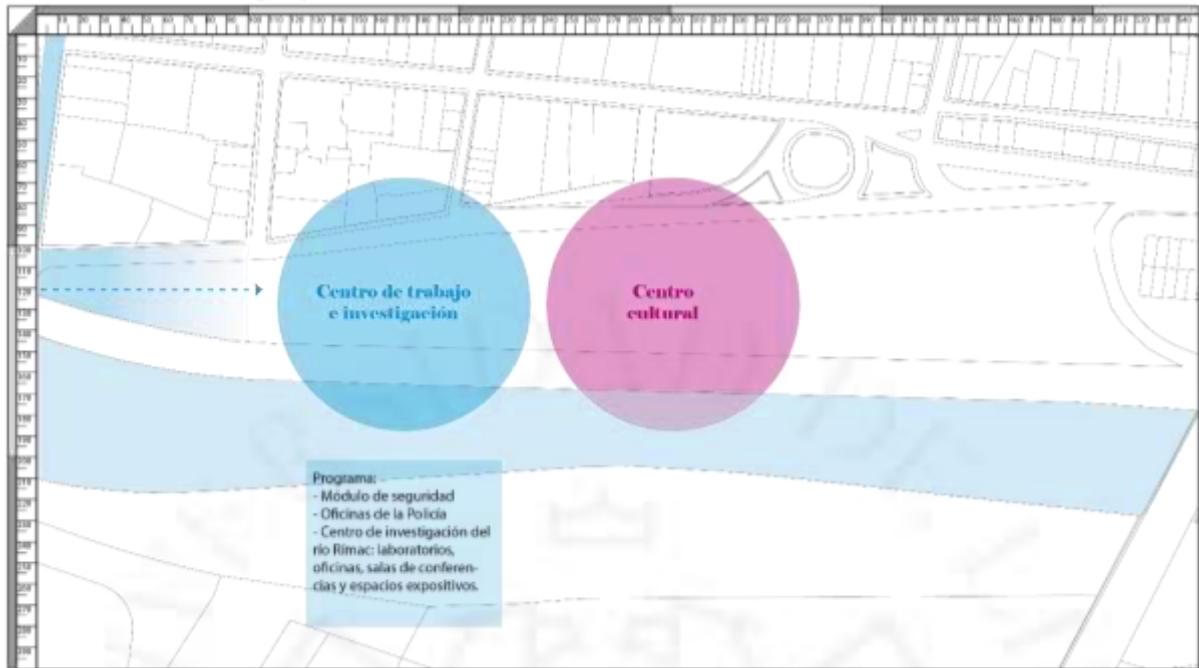 Centro de trabajo
e investigación
Centro
cultural
Programa:
- Módulo de seguridad
- Oficinas de la Policía
- Centro de investigación del
río Rímac: laboratorios,
oficinas, salas de conferen-
cias y espacios expositivos.